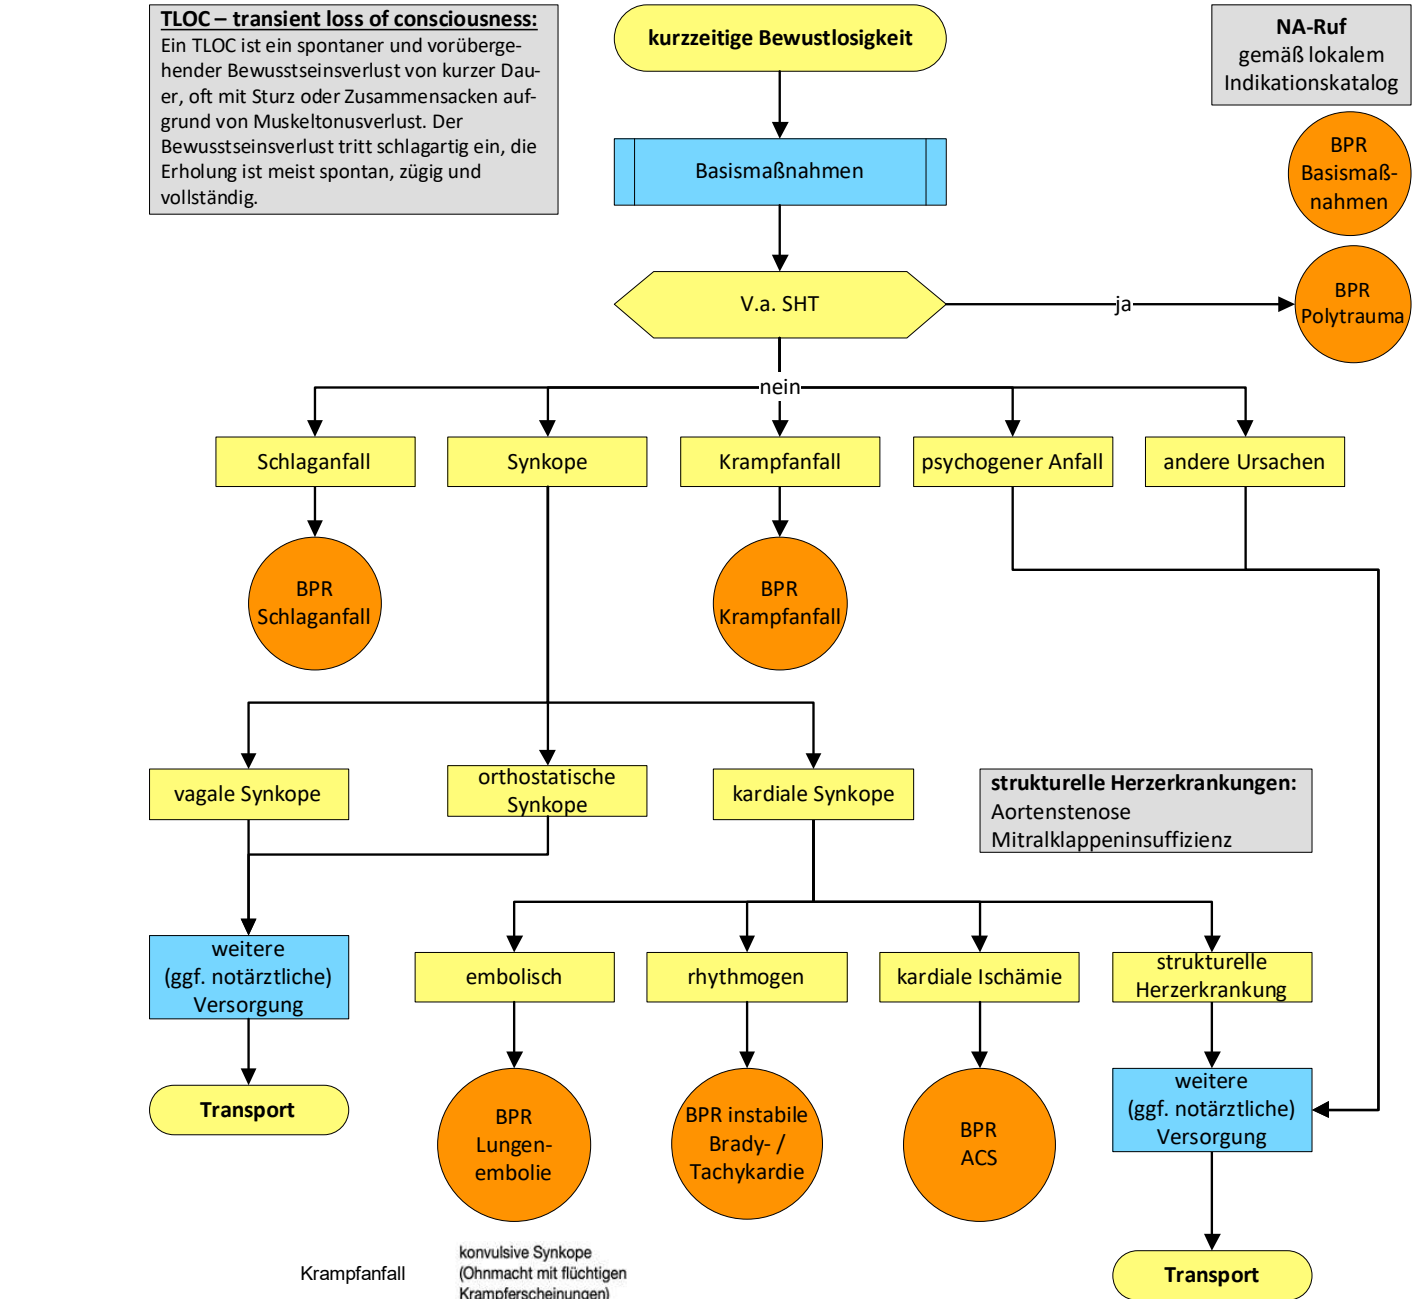 TLOC – transient loss of consciousness:
Ein TLOC ist ein spontaner und vorüberge-
hender Bewusstseinsverlust von kurzer Dau-
er, oft mit Sturz oder Zusammensacken auf-
grund von Muskeltonusverlust. Der
Bewusstseinsverlust tritt schlagartig ein, die
Erholung ist meist spontan, zügig und
vollständig.
kurzzeitige Bewustlosigkeit
NA-Ruf
gemäß lokalem
Indikationskatalog
BPR
Basismaß-
nahmen
Basismaßnahmen
V.a. SHT
ja
BPR
Polytrauma
nein
Schlaganfall
Synkope
Krampfanfall
psychogener Anfall
andere Ursachen
BPR
Schlaganfall
BPR
Krampfanfall
vagale Synkope
orthostatische
Synkope
kardiale Synkope
strukturelle Herzerkrankungen:
Aortenstenose
Mitralklappeninsuffizienz
weitere
(ggf. notärztliche)
Versorgung
embolisch
rhythmogen
kardiale Ischämie
strukturelle
Herzerkrankung
Transport
BPR
Lungen-
embolie
BPR instabile
Brady- /
Tachykardie
BPR
ACS
weitere
(ggf. notärztliche)
Versorgung
Transport
Krampfanfall
konvulsive Synkope
(Ohnmacht mit flüchtigen
Krampferscheinungen)